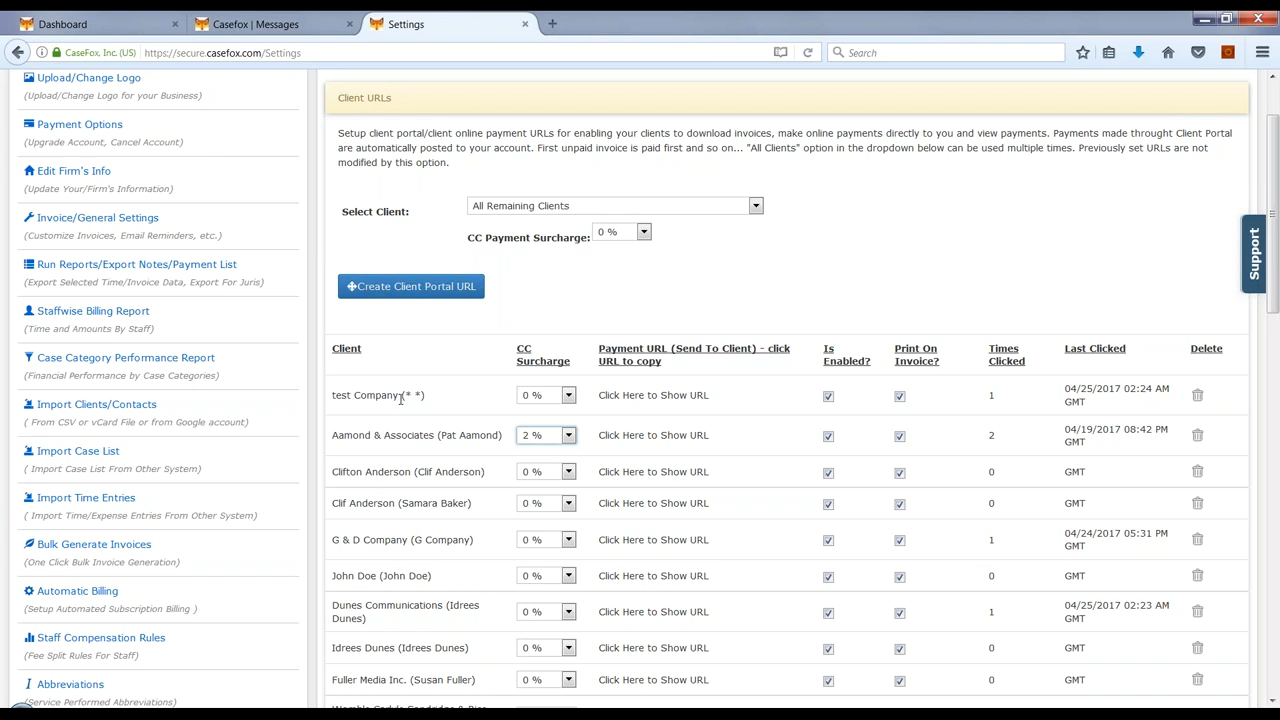 Dashboard × Casefox | Messages × Settings ×
CaseFox, Inc. (US) https://secure.casefox.com/Settings Search
Upload/Change Logo
(Upload/Change Logo for your Business)
Payment Options
(Upgrade Account, Cancel Account)
Edit Firm's Info
(Update Your/Firm's Information)
Invoice/General Settings
(Customize Invoices, Email Reminders, etc.)
Run Reports/Export Notes/Payment List
(Export Selected Time/Invoice Data, Export For Juris)
Staffwise Billing Report
(Time and Amounts By Staff)
Case Category Performance Report
(Financial Performance by Case Categories)
Import Clients/Contacts
( From CSV or vCard File or from Google account)
Import Case List
( Import Case List From Other System)
Import Time Entries
( Import Time/Expense Entries From Other System)
Bulk Generate Invoices
(One Click Bulk Invoice Generation)
Automatic Billing
(Setup Automated Subscription Billing )
Staff Compensation Rules
(Fee Split Rules For Staff)
Abbreviations
(Service Performed Abbreviations)
Client URLs
Setup client portal/client online payment URLs for enabling your clients to download invoices, make online payments directly to you and view payments. Payments made throught Client Portal
are automatically posted to your account. First unpaid invoice is paid first and so on... "All Clients" option in the dropdown below can be used multiple times. Previously set URLs are not
modified by this option.
Select Client: All Remaining Clients
CC Payment Surcharge: 0 %
Create Client Portal URL
Client CC Surcharge Payment URL (Send To Client) - click URL to copy Is Enabled? Print On Invoice? Times Clicked Last Clicked Delete
test Company (* *) 0 % Click Here to Show URL 1 04/25/2017 02:24 AM GMT
Aamond & Associates (Pat Aamond) 2 % Click Here to Show URL 2 04/19/2017 08:42 PM GMT
Clifton Anderson (Clif Anderson) 0 % Click Here to Show URL 0 GMT
Clif Anderson (Samara Baker) 0 % Click Here to Show URL 0 GMT
G & D Company (G Company) 0 % Click Here to Show URL 1 04/24/2017 05:31 PM GMT
John Doe (John Doe) 0 % Click Here to Show URL 0 GMT
Dunes Communications (Idrees Dunes) 0 % Click Here to Show URL 1 04/25/2017 02:23 AM GMT
Idrees Dunes (Idrees Dunes) 0 % Click Here to Show URL 0 GMT
Fuller Media Inc. (Susan Fuller) 0 % Click Here to Show URL 0 GMT
Support